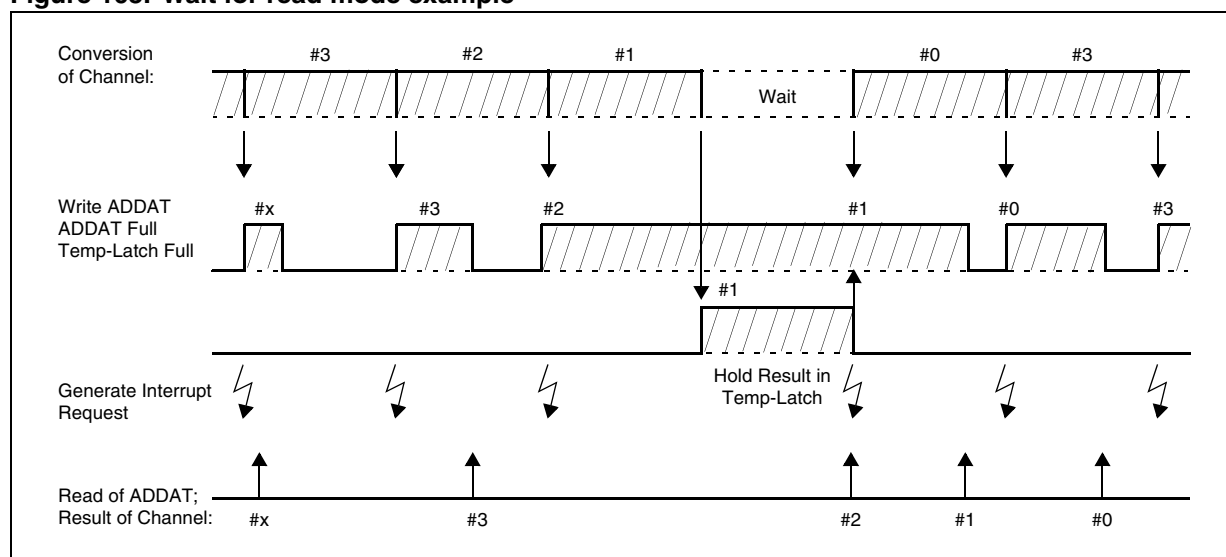 Wait for read mode example
Conversion
of Channel:
#3 #2 #1 #0 #3
Wait
Write ADDAT
ADDAT Full
Temp-Latch Full
#x #3 #2 #1 #0 #3
#1
Generate Interrupt
Request
Hold Result in
Temp-Latch
Read of ADDAT;
Result of Channel:
#x #3 #2 #1 #0